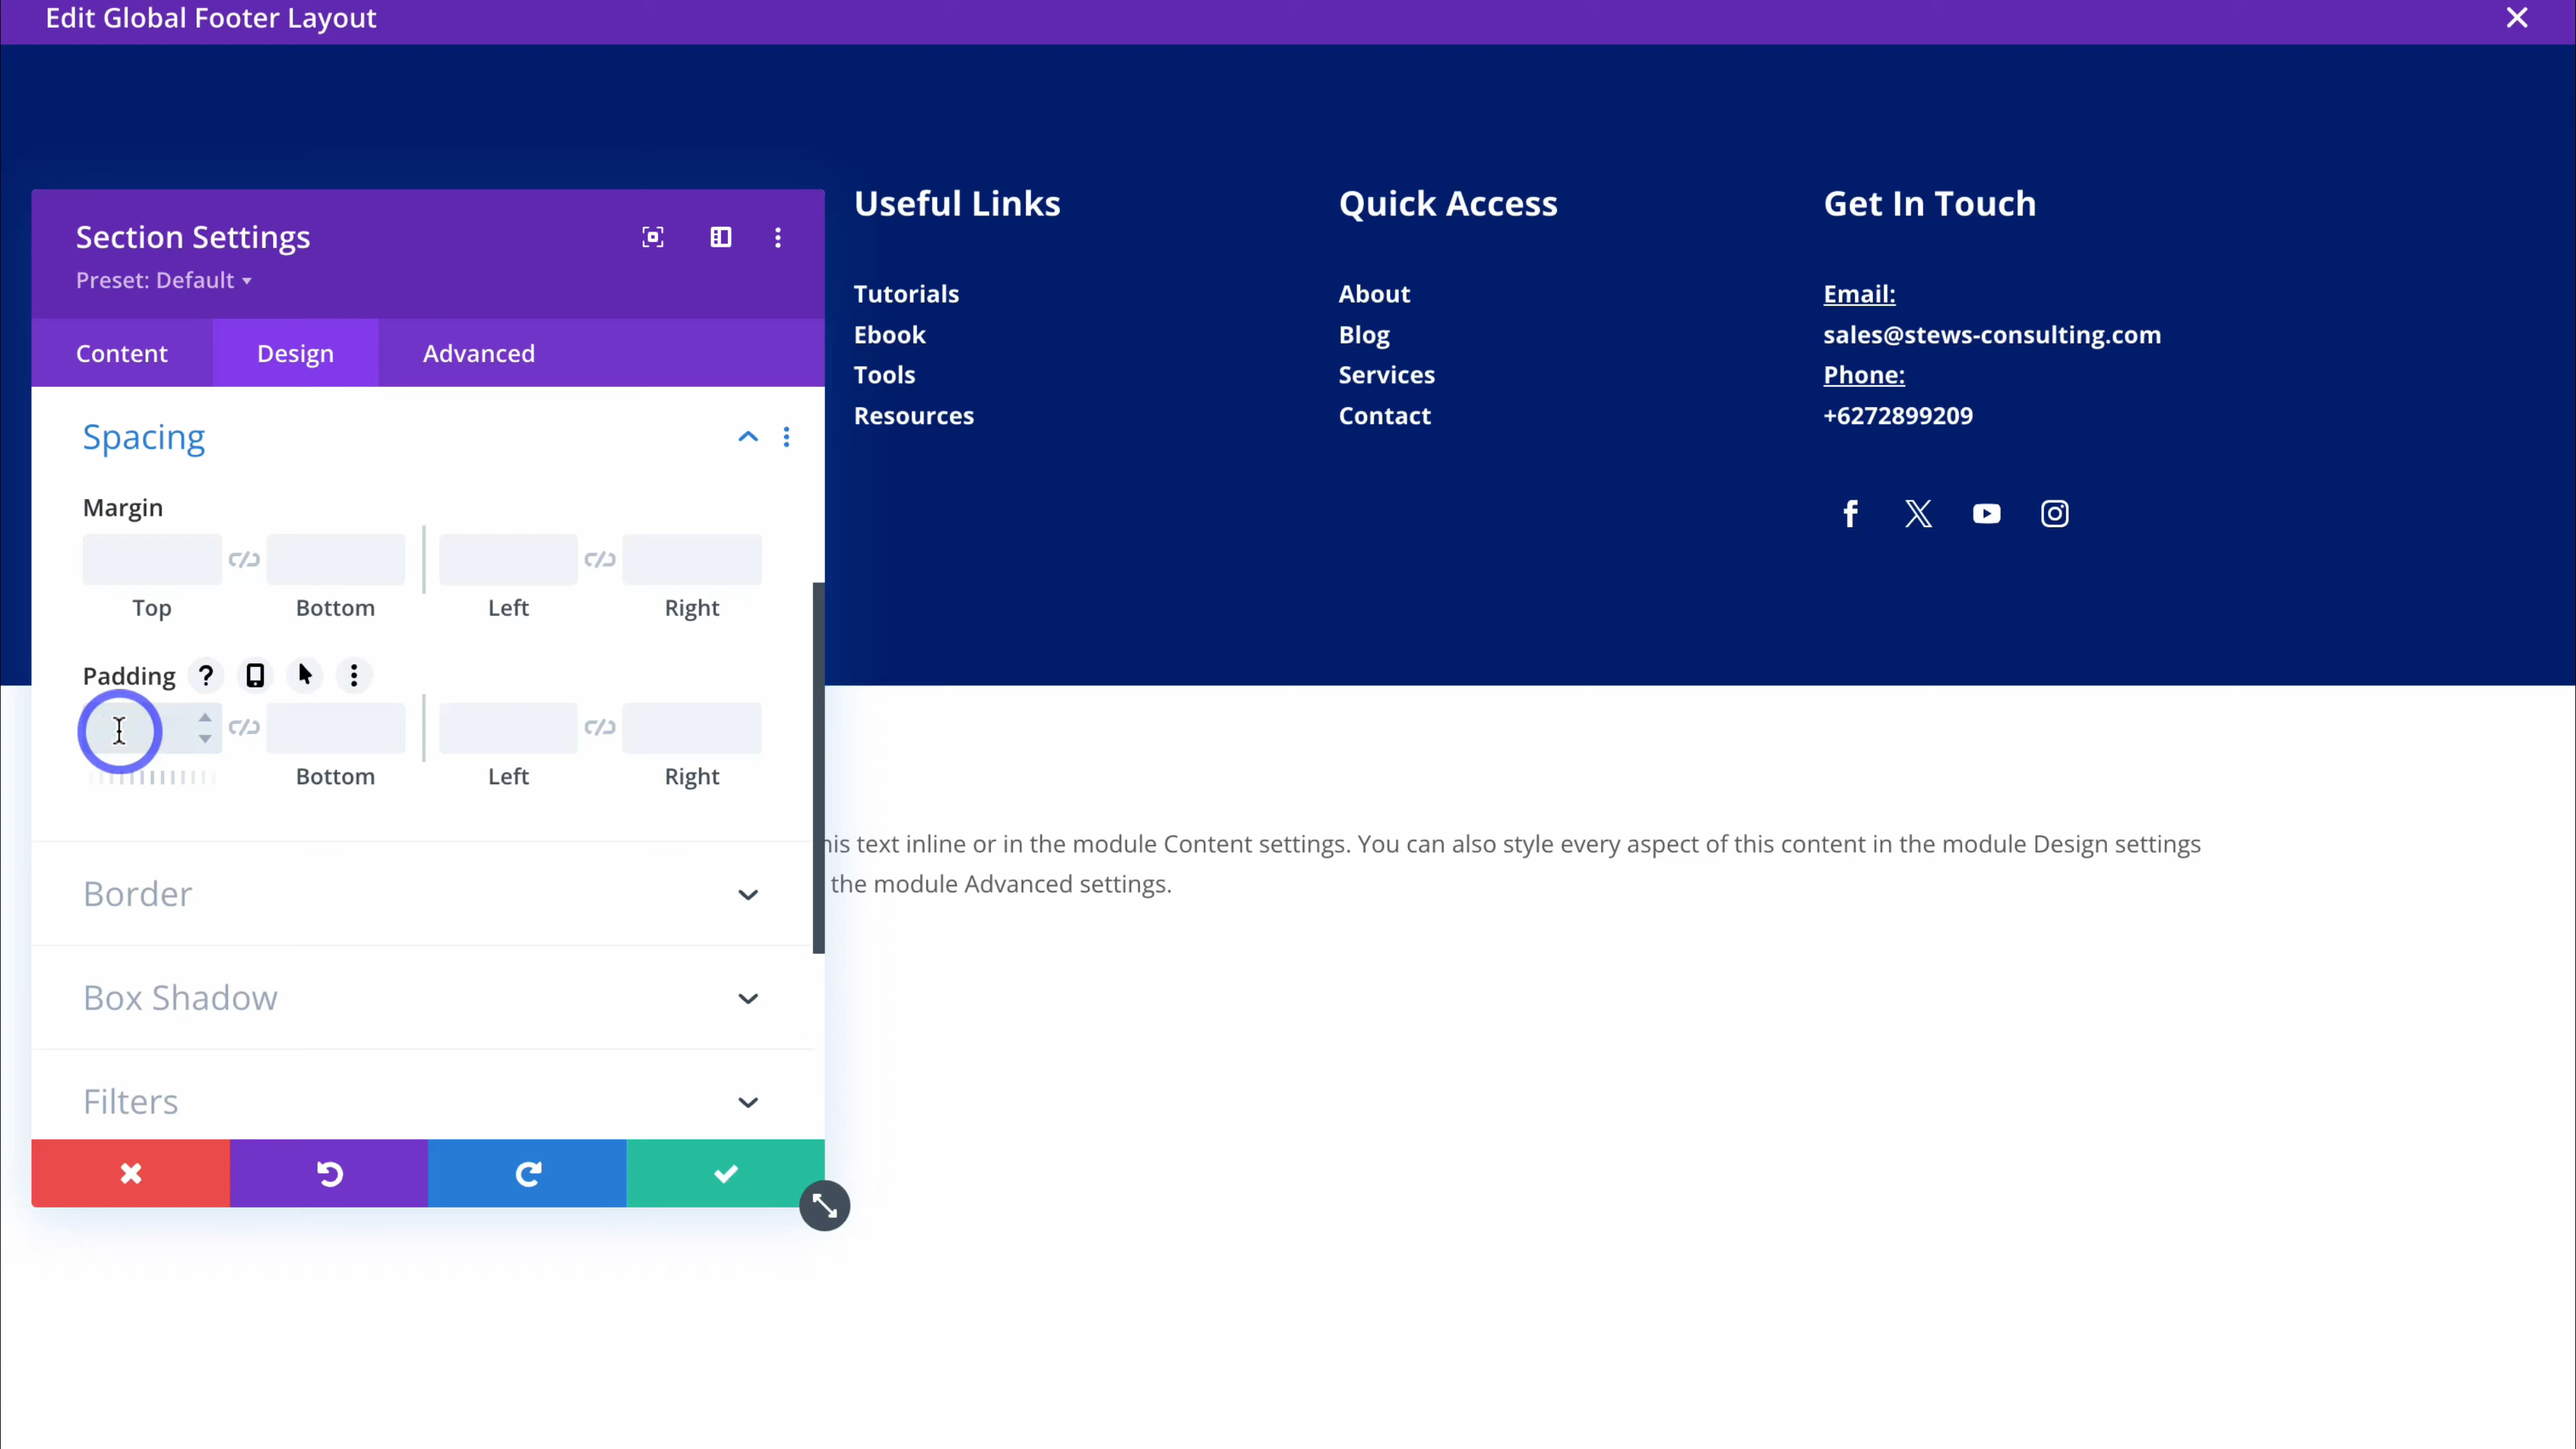 Edit Global Footer Layout
Section Settings
Preset: Default
Content
Design
Advanced
Spacing
Margin
Top
Bottom
Left
Right
Padding
?
Bottom
Left
Right
Border
Box Shadow
Filters
Useful Links
Tutorials
Ebook
Tools
Resources
Quick Access
About
Blog
Services
Contact
Get In Touch
Email:
sales@stews-consulting.com
Phone:
+6272899209
text inline or in the module Content settings. You can also style every aspect of this content in the module Design settings
the module Advanced settings.